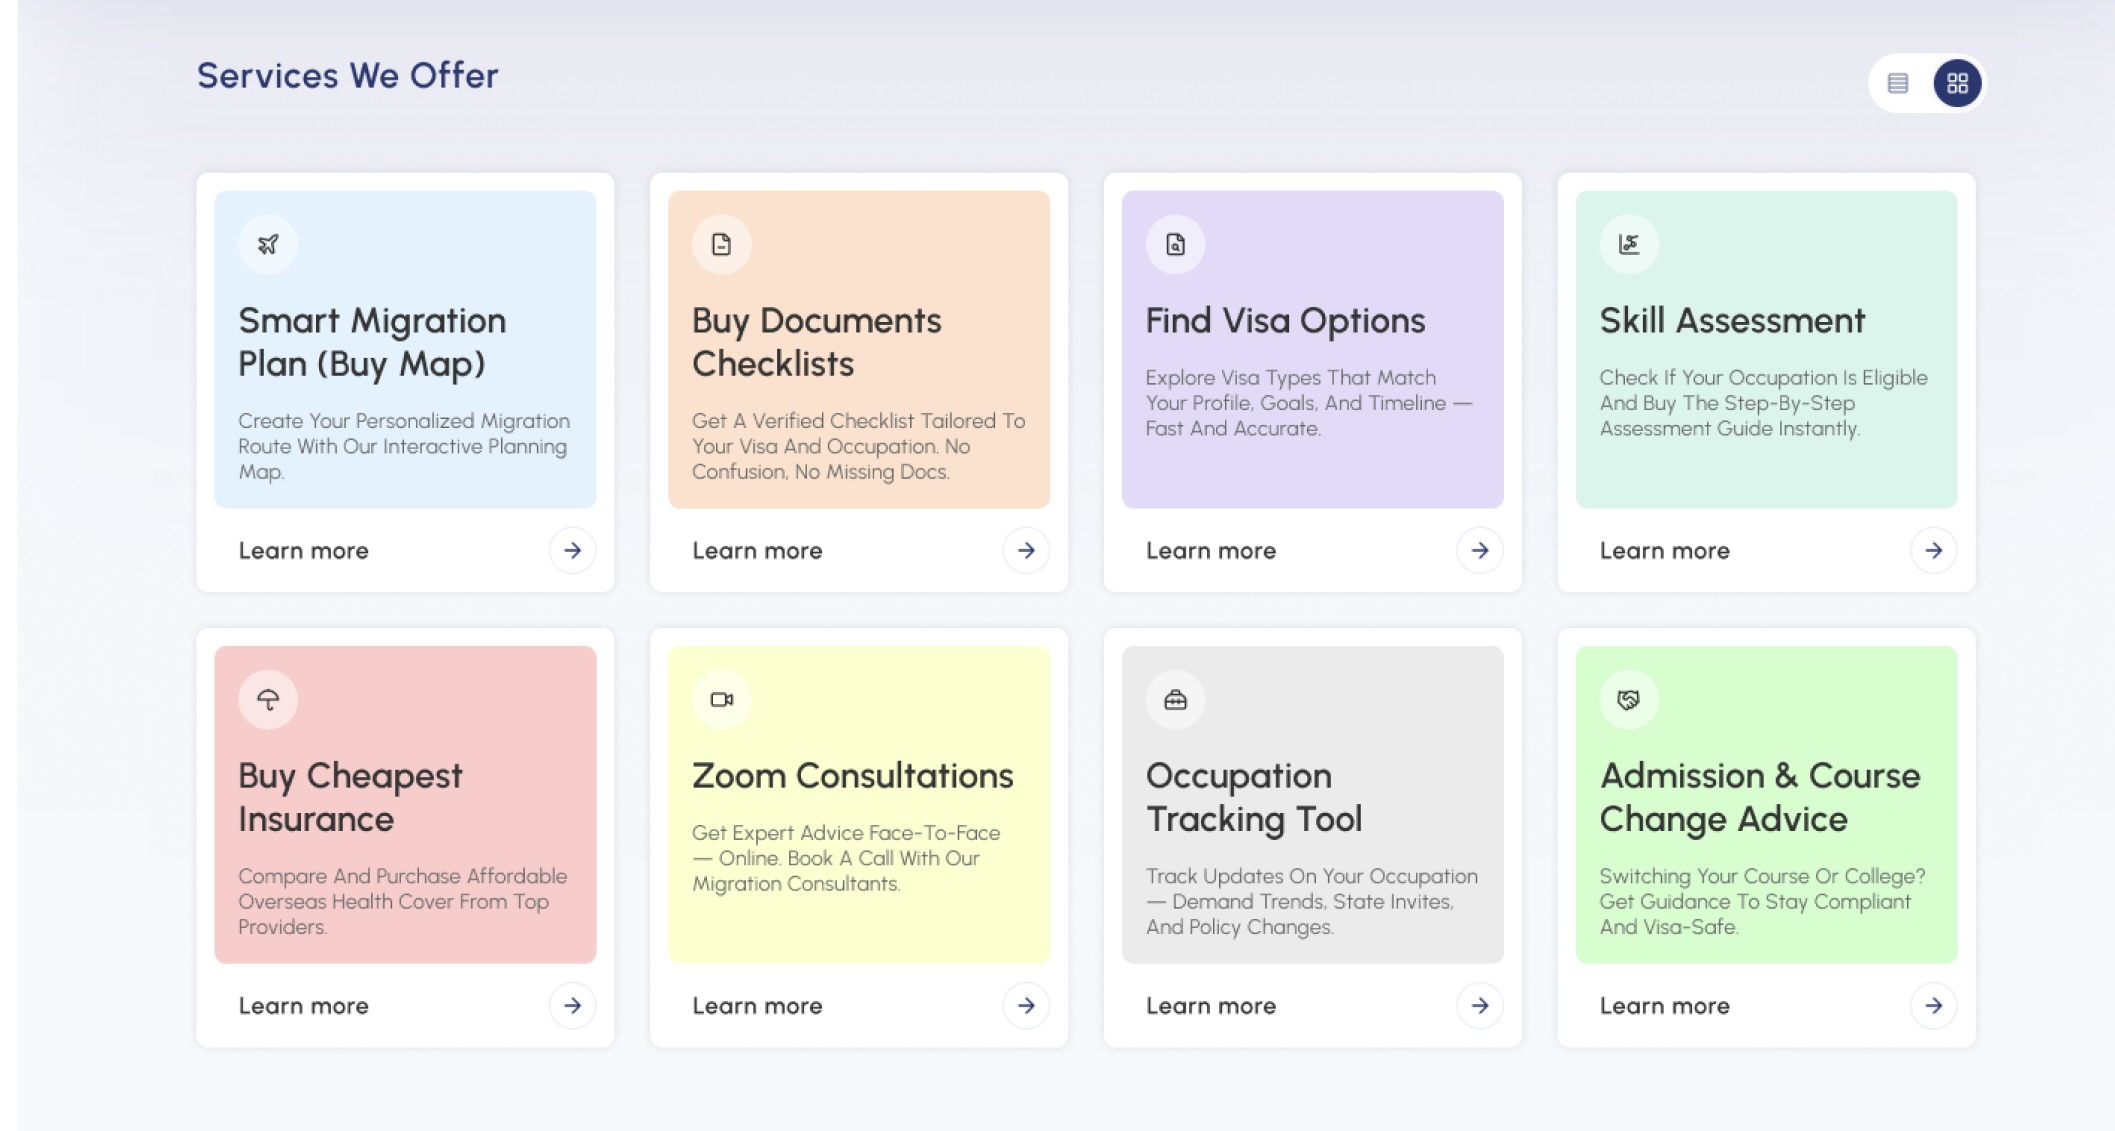 Services We Offer
Smart Migration
Plan (Buy Map)
Create Your Personalized Migration
Route With Our Interactive Planning
Map.
Learn more
Buy Documents
Checklists
Get A Verified Checklist Tailored To
Your Visa And Occupation. No
Confusion, No Missing Docs.
Learn more
Find Visa Options
Explore Visa Types That Match
Your Profile, Goals, And Timeline —
Fast And Accurate.
Learn more
Skill Assessment
Check If Your Occupation Is Eligible
And Buy The Step-By-Step
Assessment Guide Instantly.
Learn more
Buy Cheapest
Insurance
Compare And Purchase Affordable
Overseas Health Cover From Top
Providers.
Learn more
Zoom Consultations
Get Expert Advice Face-To-Face
— Online. Book A Call With Our
Migration Consultants.
Learn more
Occupation
Tracking Tool
Track Updates On Your Occupation
— Demand Trends, State Invites,
And Policy Changes.
Learn more
Admission & Course
Change Advice
Switching Your Course Or College?
Get Guidance To Stay Compliant
And Visa-Safe.
Learn more